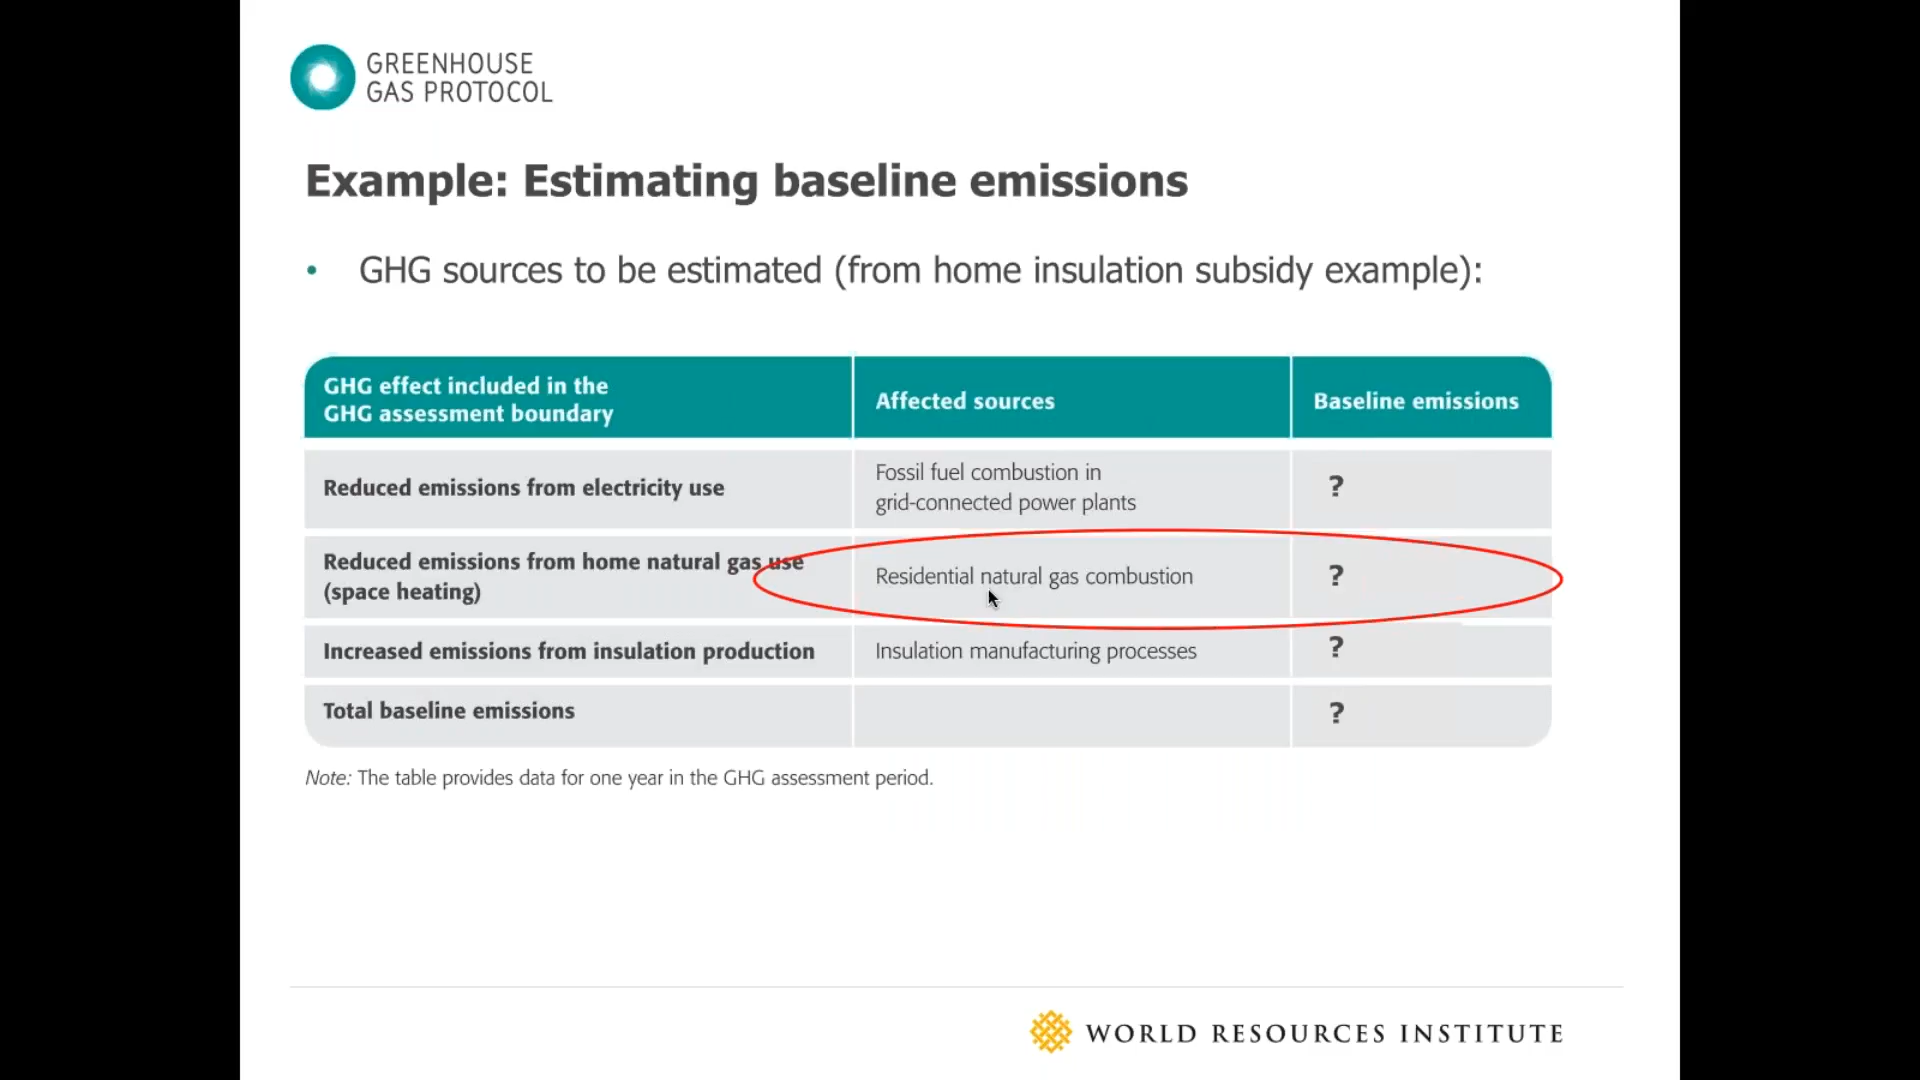 GREENHOUSE
GAS PROTOCOL
Example: Estimating baseline emissions
• GHG sources to be estimated (from home insulation subsidy example):
GHG effect included in the
GHG assessment boundary
Affected sources
Baseline emissions
Reduced emissions from electricity use
Fossil fuel combustion in
grid-connected power plants
?
Reduced emissions from home natural gas use
(space heating)
Residential natural gas combustion
?
Increased emissions from insulation production
Insulation manufacturing processes
?
Total baseline emissions
?
Note: The table provides data for one year in the GHG assessment period.
WORLD RESOURCES INSTITUTE